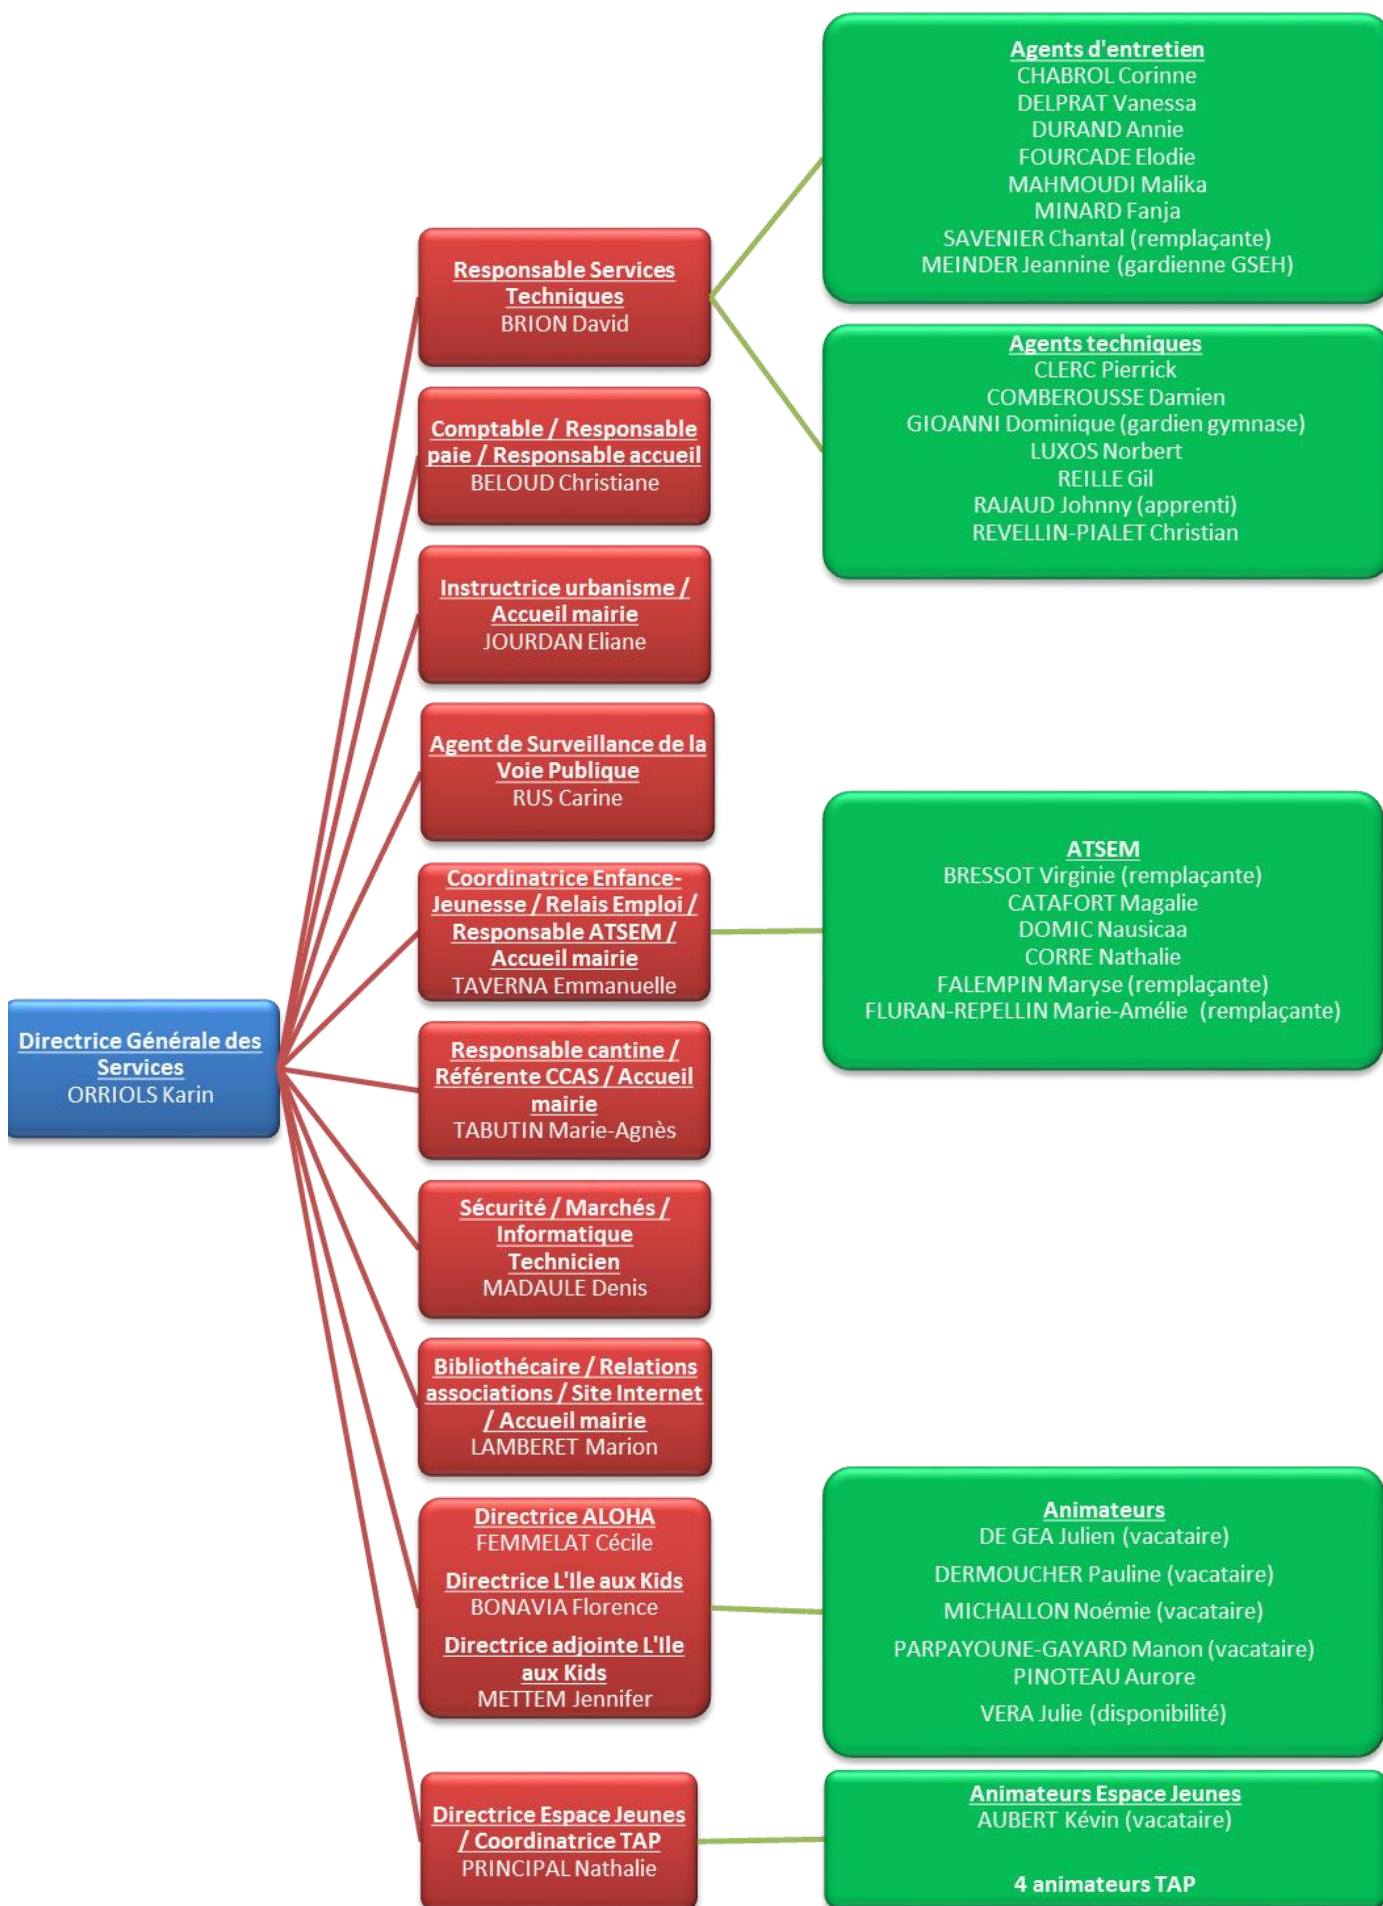 Directrice Générale des
Services
ORRIOLS Karin
Responsable Services
Techniques
BRION David
Agents d'entretien
CHABROL Corinne
DELPRAT Vanessa
DURAND Annie
FOURCADE Elodie
MAHMOUDI Malika
MINARD Fanja
SAVENIER Chantal (remplaçante)
MEINDER Jeannine (gardienne GSEH)
Agents techniques
CLERC Pierrick
COMBEROUSSE Damien
GIOANNI Dominique (gardien gymnase)
LUXOS Norbert
REILLE Gil
RAJAUD Johnny (apprenti)
REVELLIN-PIALET Christian
Comptable / Responsable
paie / Responsable accueil
BELOUD Christiane
Instructrice urbanisme /
Accueil mairie
JOURDAN Eliane
Agent de Surveillance de la
Voie Publique
RUS Carine
Coordinatrice Enfance-
Jeunesse / Relais Emploi /
Responsable ATSEM /
Accueil mairie
TAVERNA Emmanuelle
ATSEM
BRESSOT Virginie (remplaçante)
CATAFORT Magalie
DOMIC Nausicaa
CORRE Nathalie
FALEMPIN Maryse (remplaçante)
FLURAN-REPELLIN Marie-Amélie (remplaçante)
Responsable cantine /
Référente CCAS / Accueil
mairie
TABUTIN Marie-Agnès
Sécurité / Marchés /
Informatique
Technicien
MADAULE Denis
Bibliothécaire / Relations
associations / Site Internet
/ Accueil mairie
LAMBERET Marion
Directrice ALOHA
FEMMELAT Cécile
Directrice L'Ile aux Kids
BONAVIA Florence
Directrice adjointe L'Ile
aux Kids
METTEM Jennifer
Animateurs
DE GEA Julien (vacataire)
DERMOUCHER Pauline (vacataire)
MICHALLON Noémie (vacataire)
PARPAYOUNE-GAYARD Manon (vacataire)
PINOTEAU Aurore
VERA Julie (disponibilité)
Directrice Espace Jeunes
/ Coordinatrice TAP
PRINCIPAL Nathalie
Animateurs Espace Jeunes
AUBERT Kévin (vacataire)
4 animateurs TAP